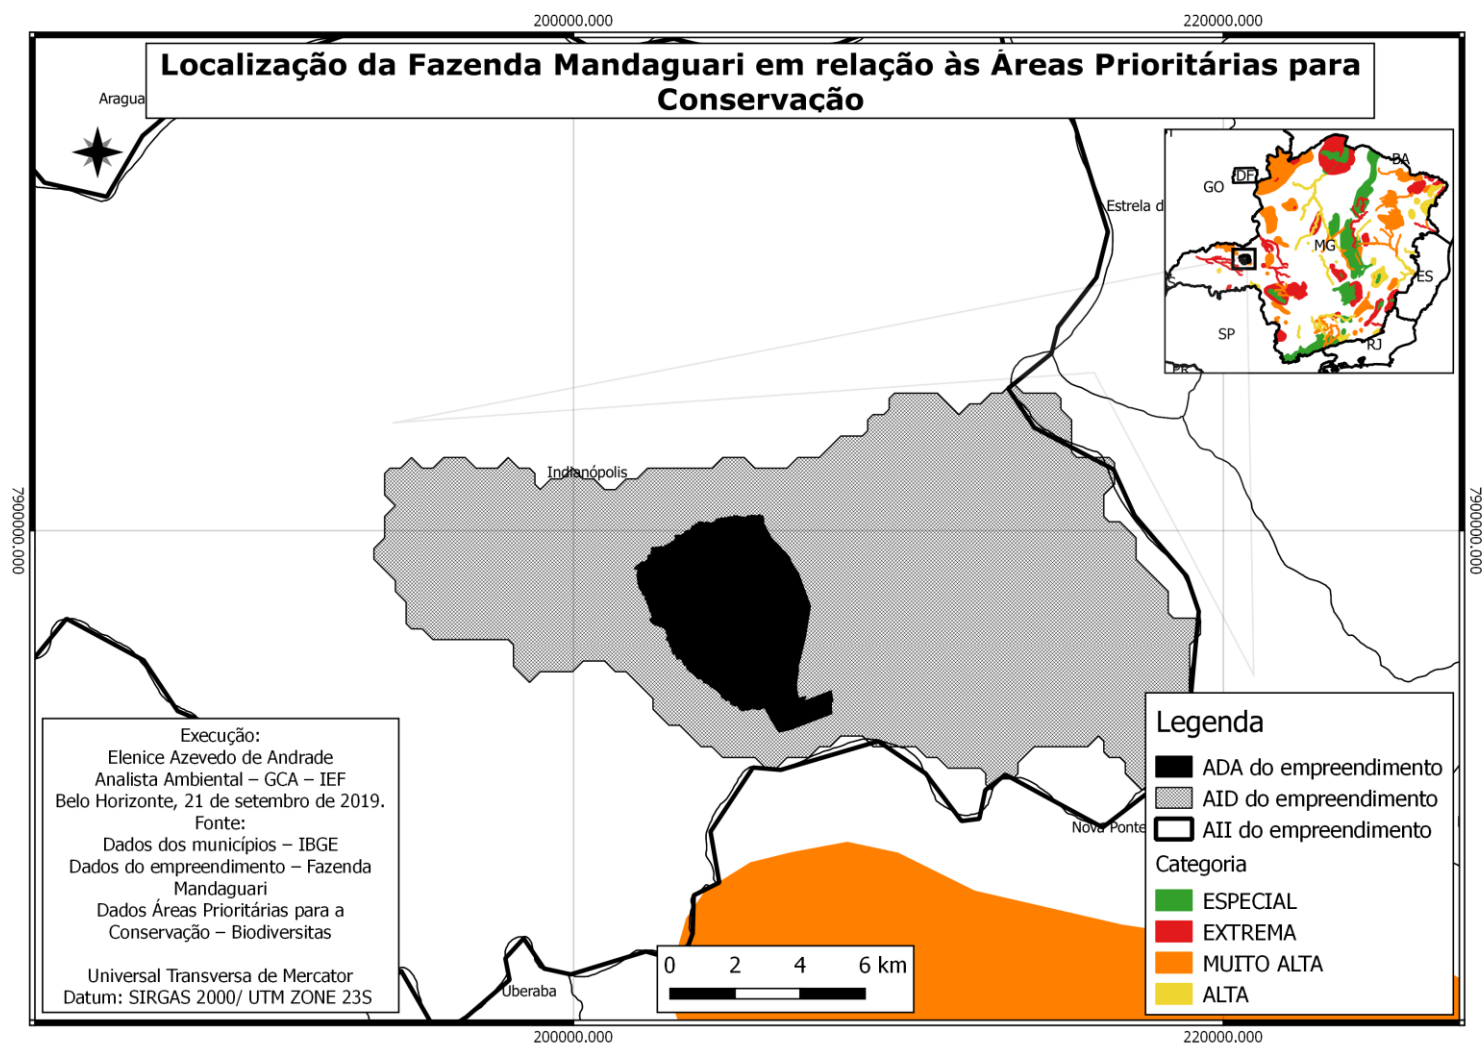 200000.000
220000.000
Localização da Fazenda Mandaguari em relação às Áreas Prioritárias para
Conservação
Aragua
Estrela d
GO
DF
BA
MG
ES
SP
RJ
PR
Indianópolis
7900000.000
7900000.000
Execução:
Elenice Azevedo de Andrade
Analista Ambiental – GCA – IEF
Belo Horizonte, 21 de setembro de 2019.
Fonte:
Dados dos municípios – IBGE
Dados do empreendimento – Fazenda
Mandaguari
Dados Áreas Prioritárias para a
Conservação – Biodiversitas
Universal Transversa de Mercator
Datum: SIRGAS 2000/ UTM ZONE 23S
Nova Ponte
Uberaba
0 2 4 6 km
Legenda
ADA do empreendimento
AID do empreendimento
AII do empreendimento
Categoria
ESPECIAL
EXTREMA
MUITO ALTA
ALTA
200000.000
220000.000